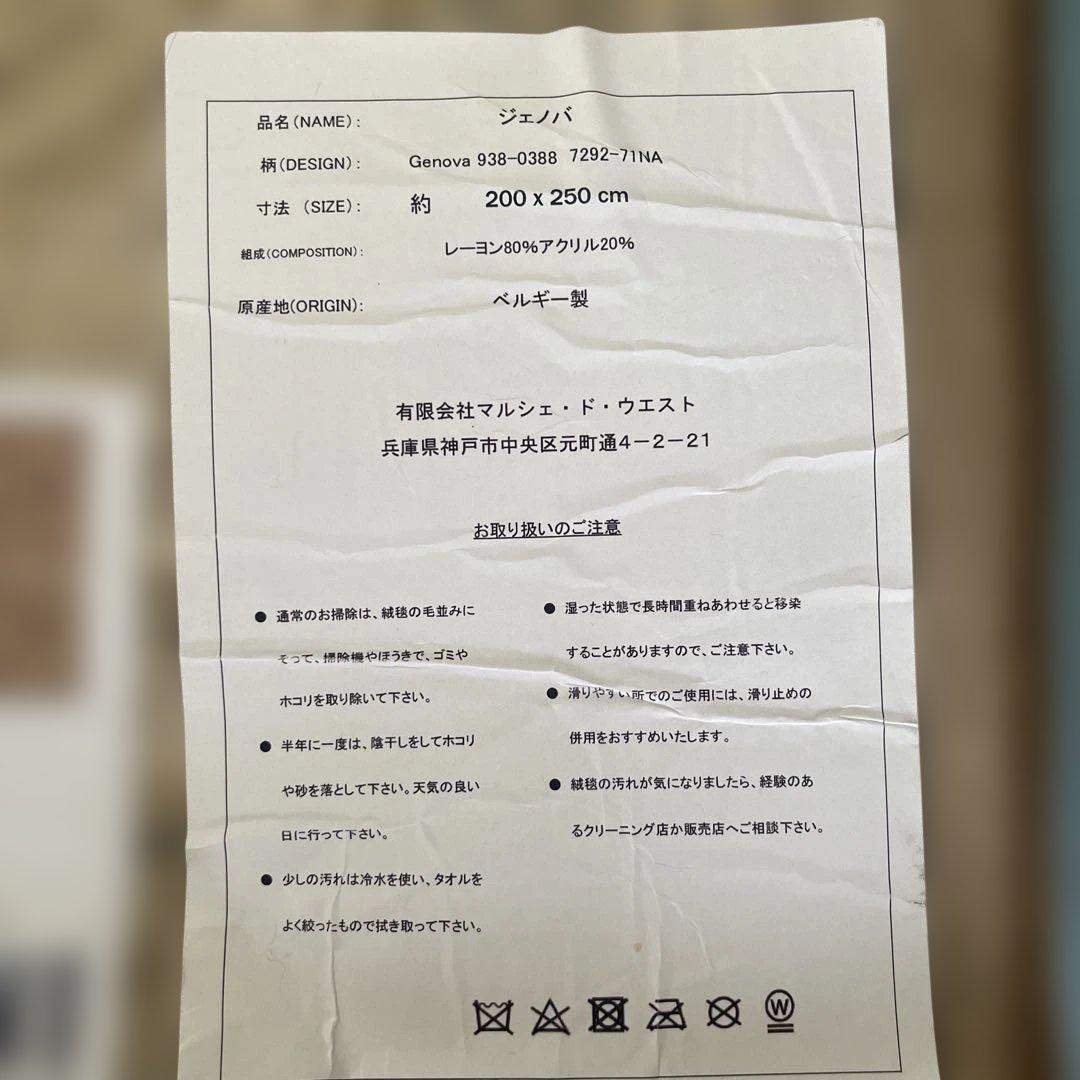 品名(NAME): ジェノバ
柄(DESIGN): Genova 938-0388 7292-71NA
寸法 (SIZE): 約 200 x 250 cm
組成(COMPOSITION): レーヨン80%アクリル20%
原産地(ORIGIN): ベルギー製
有限会社マルシェ・ド・ウエスト
兵庫県神戸市中央区元町通4-2-21
お取り扱いのご注意
● 通常のお掃除は、絨毯の毛並みに
そって、掃除機やほうきで、ゴミや
ホコリを取り除いて下さい。
● 半年に一度は、陰干しをしてホコリ
や砂を落として下さい。天気の良い
日に行って下さい。
● 少しの汚れは冷水を使い、タオルを
よく絞ったもので拭き取って下さい。
● 湿った状態で長時間重ねあわせると移染
することがありますので、ご注意下さい。
● 滑りやすい所でのご使用には、滑り止めの
併用をおすすめいたします。
● 絨毯の汚れが気になりましたら、経験のあ
るクリーニング店か販売店へご相談下さい。
W